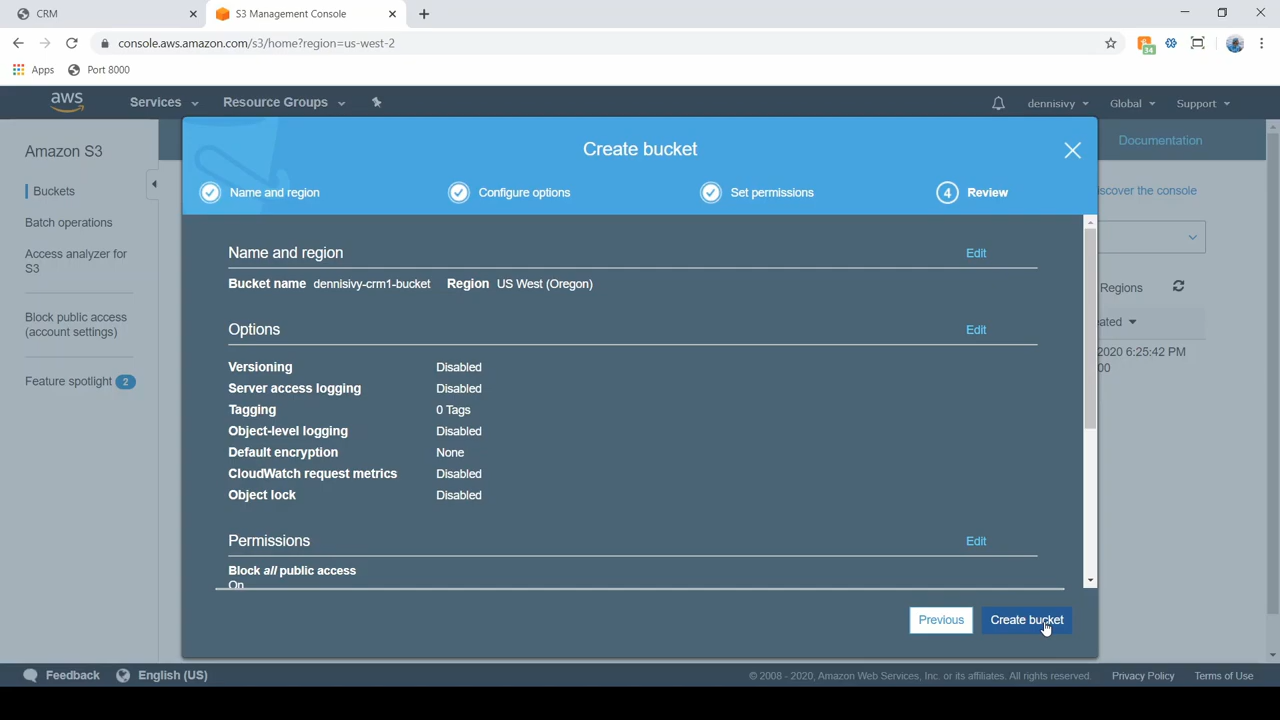 CRM
S3 Management Console
console.aws.amazon.com/s3/home?region=us-west-2
34
Apps
Port 8000
aws
Services
Resource Groups
dennisivy
Global
Support
Amazon S3
Buckets
Batch operations
Access analyzer for
S3
Block public access
(account settings)
Feature spotlight 2
Documentation
iscover the console
Regions
ated
2020 6:25:42 PM
00
Create bucket
Name and region
Configure options
Set permissions
4 Review
Name and region Edit
Bucket name dennisivy-crm1-bucket Region US West (Oregon)
Options Edit
Versioning Disabled
Server access logging Disabled
Tagging 0 Tags
Object-level logging Disabled
Default encryption None
CloudWatch request metrics Disabled
Object lock Disabled
Permissions Edit
Block all public access
On
Previous
Create bucket
Feedback
English (US)
© 2008 - 2020, Amazon Web Services, Inc. or its affiliates. All rights reserved.
Privacy Policy
Terms of Use